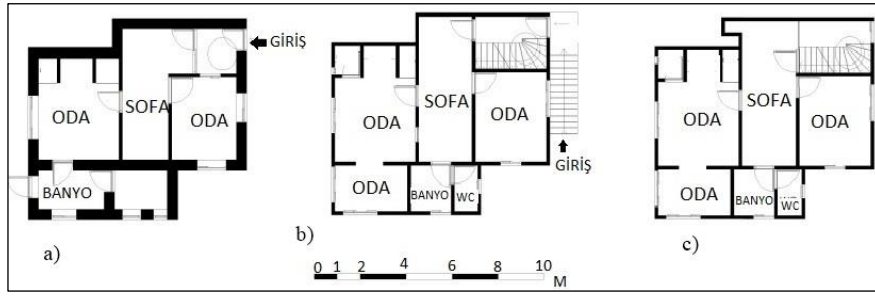 GİRİŞ
ODA
SOFA
ODA
BANYO
a)
SOFA
ODA
ODA
GİRİŞ
ODA
BANYO
WC
b)
SOFA
ODA
ODA
ODA
BANYO
WC
c)
0 1 2 4 6 8 10
M